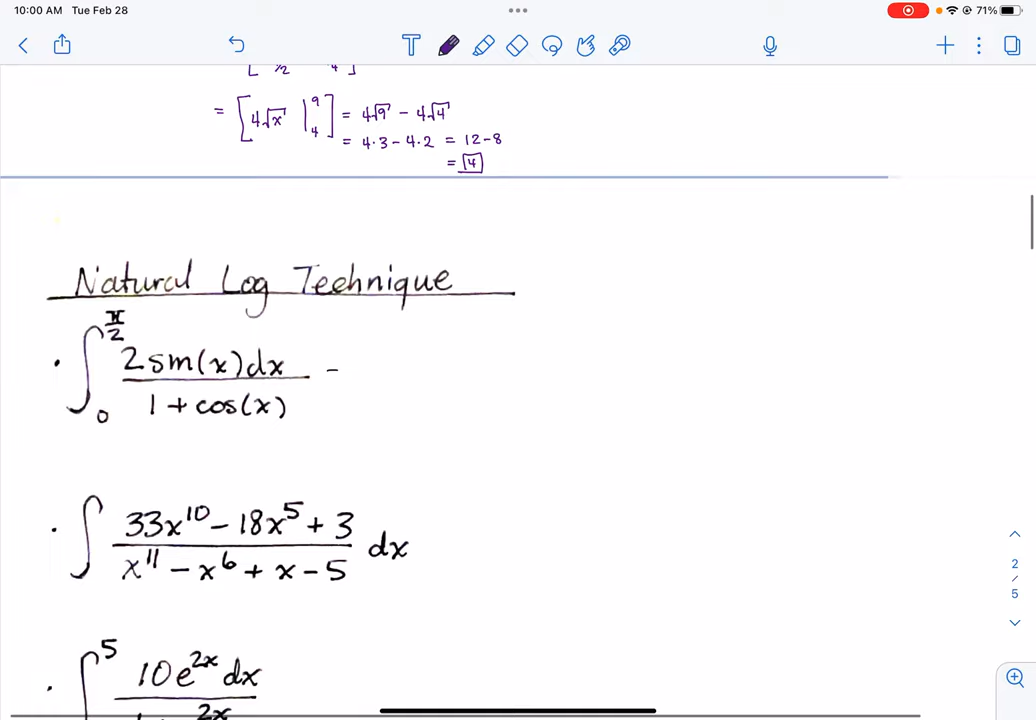 10:00 AM Tue Feb 28
71%
= [4√x |⁹₄] = 4√9 - 4√4
= 4·3 - 4·2 = 12-8
= 4
Natural Log Technique
· ∫₀^(π/2) 2sin(x)dx / 1 + cos(x) =
· ∫ 33x¹⁰ - 18x⁵ + 3 / x¹¹ - x⁶ + x - 5 dx
· ∫⁵ 10e²ˣ dx
2x
2
/
5